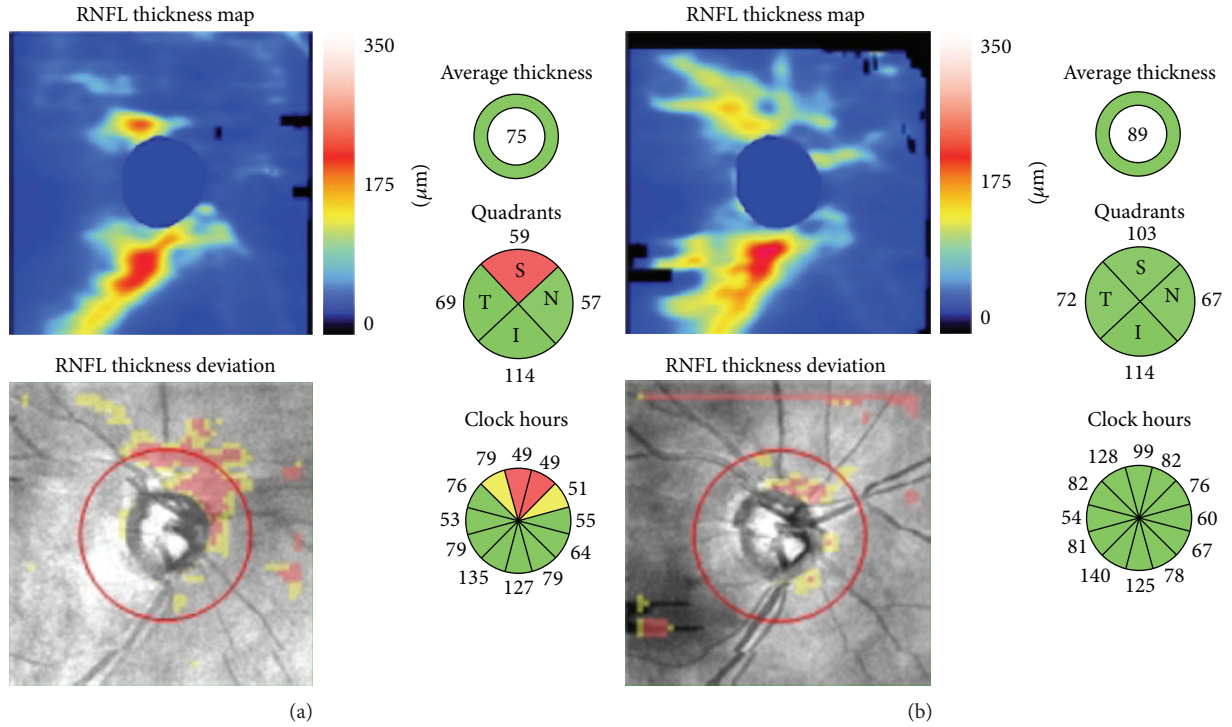 RNFL thickness map
350
175
0
(µm)
Average thickness
75
Quadrants
59
S
69
T
N
57
I
114
RNFL thickness deviation
Clock hours
79
49
49
76
51
53
55
79
64
135
127
79
(a)
RNFL thickness map
350
175
0
(µm)
Average thickness
89
Quadrants
103
S
72
T
N
67
I
114
RNFL thickness deviation
Clock hours
128
99
82
82
76
54
60
81
67
140
125
78
(b)